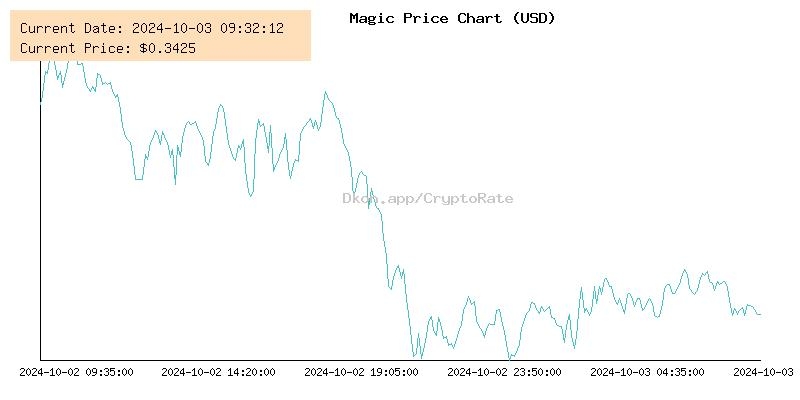 Magic Price Chart (USD)
Current Date: 2024-10-03 09:32:12
Current Price: $0.3425
Dkon.app/CryptoRate
2024-10-02 09:35:00 2024-10-02 14:20:00 2024-10-02 19:05:00 2024-10-02 23:50:00 2024-10-03 04:35:00 2024-10-03